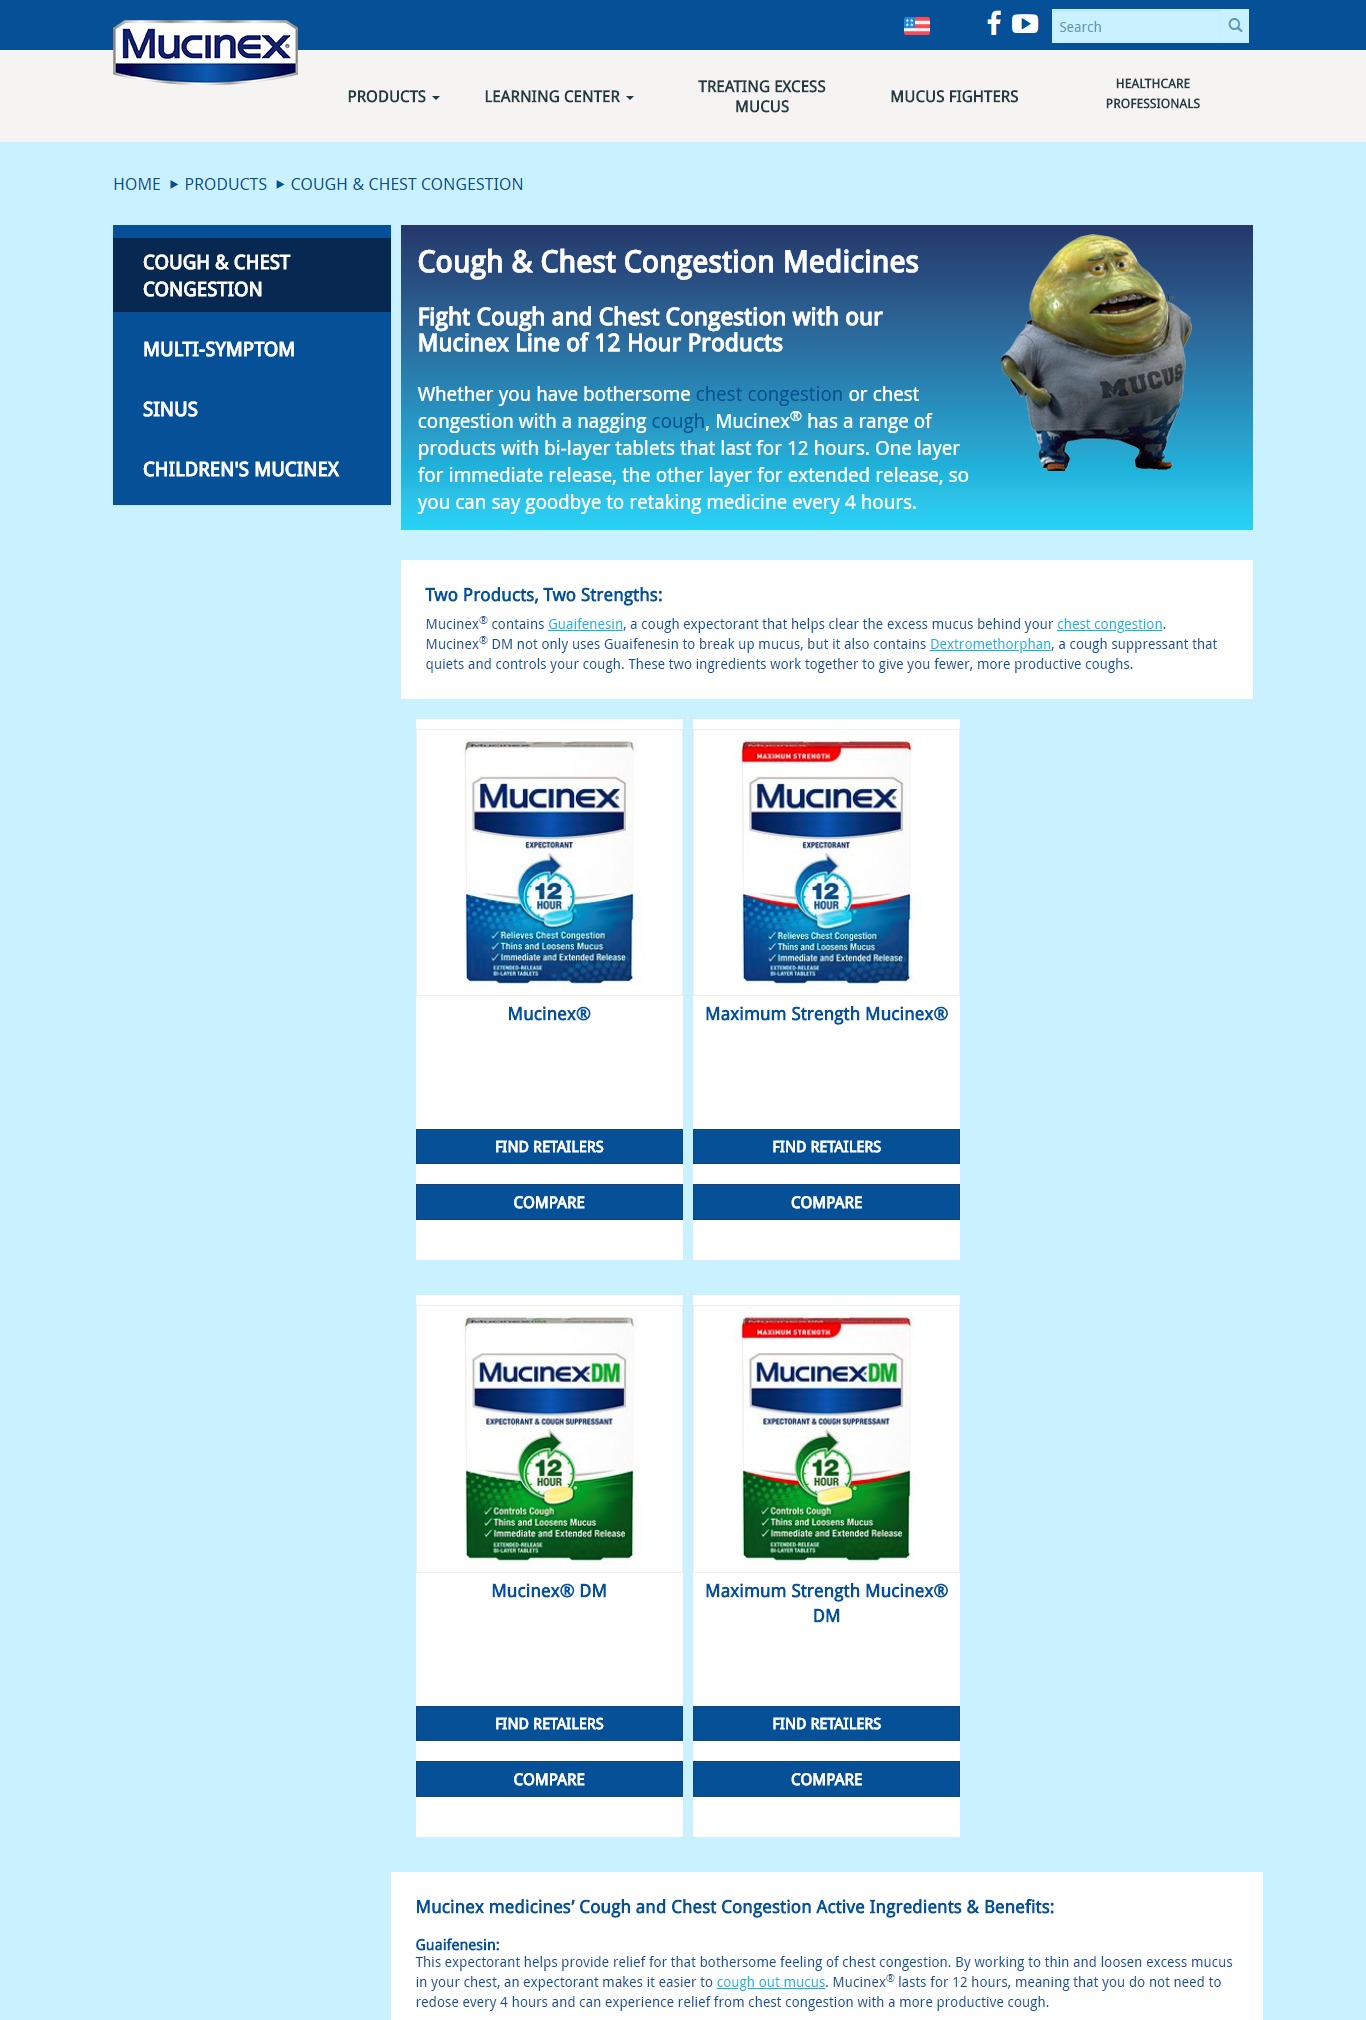 Mucinex®
Search
PRODUCTS
LEARNING CENTER
TREATING EXCESS
MUCUS
MUCUS FIGHTERS
HEALTHCARE
PROFESSIONALS
HOME
PRODUCTS
COUGH & CHEST CONGESTION
COUGH & CHEST
CONGESTION
MULTI-SYMPTOM
SINUS
CHILDREN'S MUCINEX
Cough & Chest Congestion Medicines
Fight Cough and Chest Congestion with our
Mucinex Line of 12 Hour Products
Whether you have bothersome chest congestion or chest
congestion with a nagging cough, Mucinex® has a range of
products with bi-layer tablets that last for 12 hours. One layer
for immediate release, the other layer for extended release, so
you can say goodbye to retaking medicine every 4 hours.
MUCUS
Two Products, Two Strengths:
Mucinex® contains Guaifenesin, a cough expectorant that helps clear the excess mucus behind your chest congestion.
Mucinex® DM not only uses Guaifenesin to break up mucus, but it also contains Dextromethorphan, a cough suppressant that
quiets and controls your cough. These two ingredients work together to give you fewer, more productive coughs.
Mucinex
EXPECTORANT
12
HOUR
✓Relieves Chest Congestion
✓Thins and Loosens Mucus
✓Immediate and Extended Release
EXTENDED-RELEASE
BI-LAYER TABLETS
Mucinex®
FIND RETAILERS
COMPARE
MAXIMUM STRENGTH
Mucinex
EXPECTORANT
12
HOUR
✓Relieves Chest Congestion
✓Thins and Loosens Mucus
✓Immediate and Extended Release
EXTENDED-RELEASE
BI-LAYER TABLETS
Maximum Strength Mucinex®
FIND RETAILERS
COMPARE
Mucinex DM
EXPECTORANT & COUGH SUPPRESSANT
12
HOUR
✓Controls Cough
✓Thins and Loosens Mucus
✓Immediate and Extended Release
EXTENDED-RELEASE
BI-LAYER TABLETS
Mucinex® DM
FIND RETAILERS
COMPARE
MAXIMUM STRENGTH
Mucinex DM
EXPECTORANT & COUGH SUPPRESSANT
12
HOUR
✓Controls Cough
✓Thins and Loosens Mucus
✓Immediate and Extended Release
EXTENDED-RELEASE
BI-LAYER TABLETS
Maximum Strength Mucinex®
DM
FIND RETAILERS
COMPARE
Mucinex medicines’ Cough and Chest Congestion Active Ingredients & Benefits:
Guaifenesin:
This expectorant helps provide relief for that bothersome feeling of chest congestion. By working to thin and loosen excess mucus
in your chest, an expectorant makes it easier to cough out mucus. Mucinex® lasts for 12 hours, meaning that you do not need to
redose every 4 hours and can experience relief from chest congestion with a more productive cough.